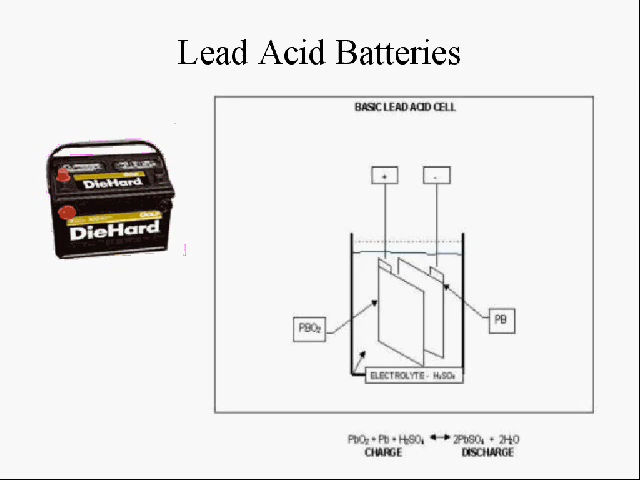 Lead Acid Batteries
BASIC LEAD ACID CELL
+ -
DieHard
GOLD
DieHard
PBO₂
PB
ELECTROLYTE - H₂SO₄
PbO₂ + Pb + H₂SO₄ ↔ 2PbSO₄ + 2H₂O
CHARGE DISCHARGE